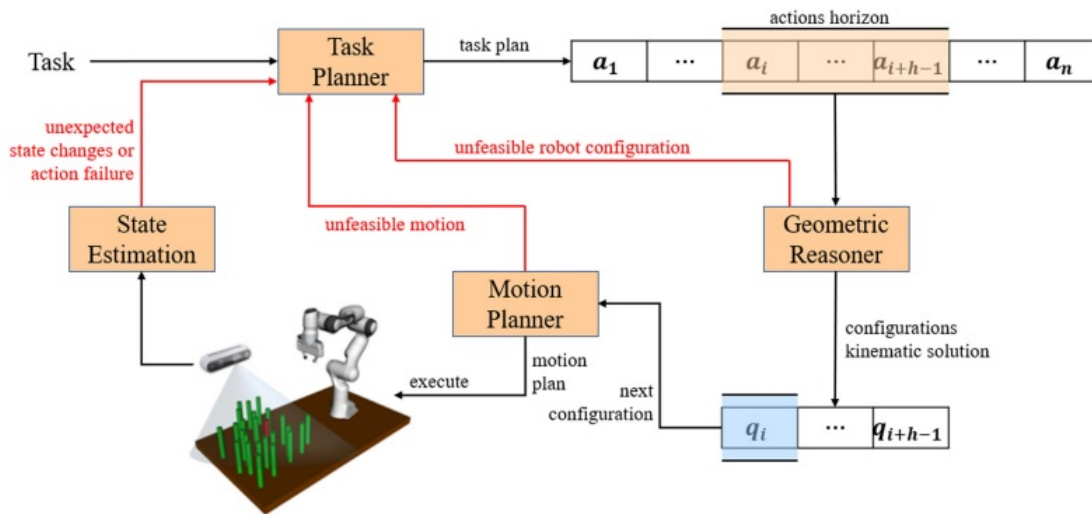 actions horizon
Task
Task
Planner
task plan
a₁ ⋯ aᵢ ⋯ aᵢ₊ₕ₋₁ ⋯ aₙ
unexpected
state changes or
action failure
unfeasible robot configuration
unfeasible motion
State
Estimation
Geometric
Reasoner
Motion
Planner
configurations
kinematic solution
motion
plan
execute
next
configuration
qᵢ ⋯ qᵢ₊ₕ₋₁